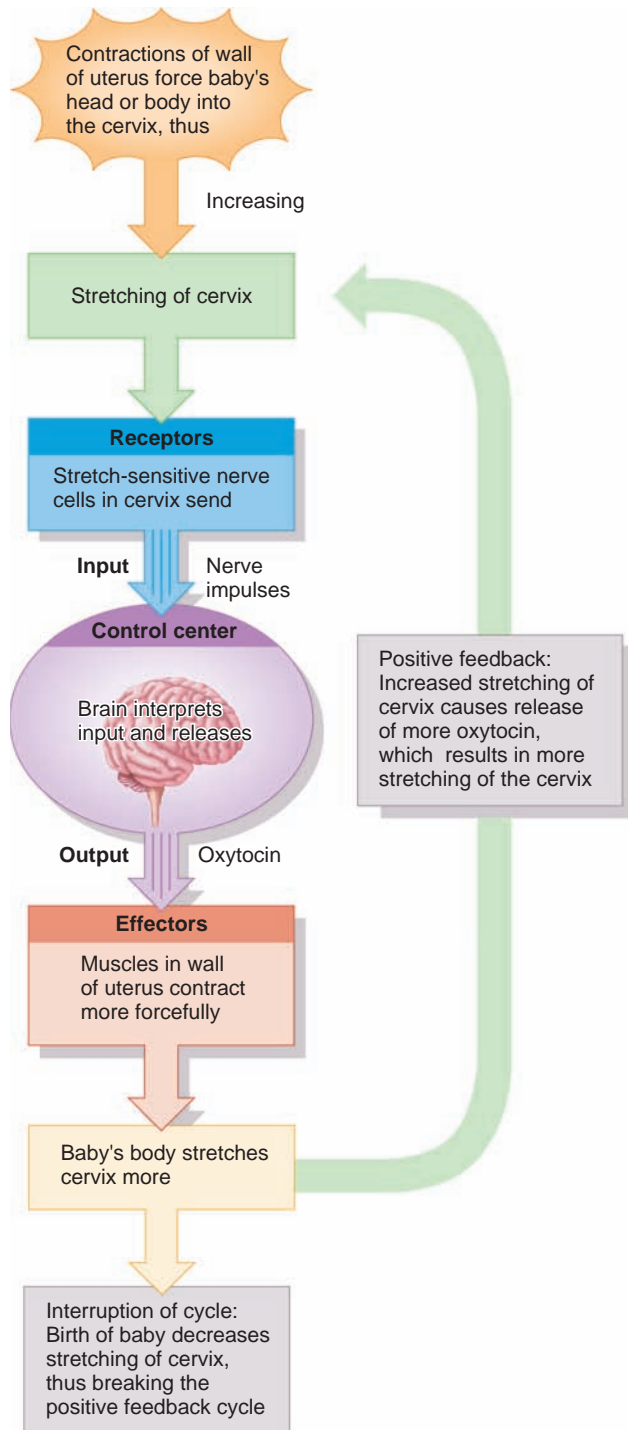 Contractions of wall
of uterus force baby's
head or body into
the cervix, thus
Increasing
Stretching of cervix
Receptors
Stretch-sensitive nerve
cells in cervix send
Input
Nerve
impulses
Control center
Brain interprets
input and releases
Output
Oxytocin
Effectors
Muscles in wall
of uterus contract
more forcefully
Baby's body stretches
cervix more
Positive feedback:
Increased stretching of
cervix causes release
of more oxytocin,
which results in more
stretching of the cervix
Interruption of cycle:
Birth of baby decreases
stretching of cervix,
thus breaking the
positive feedback cycle